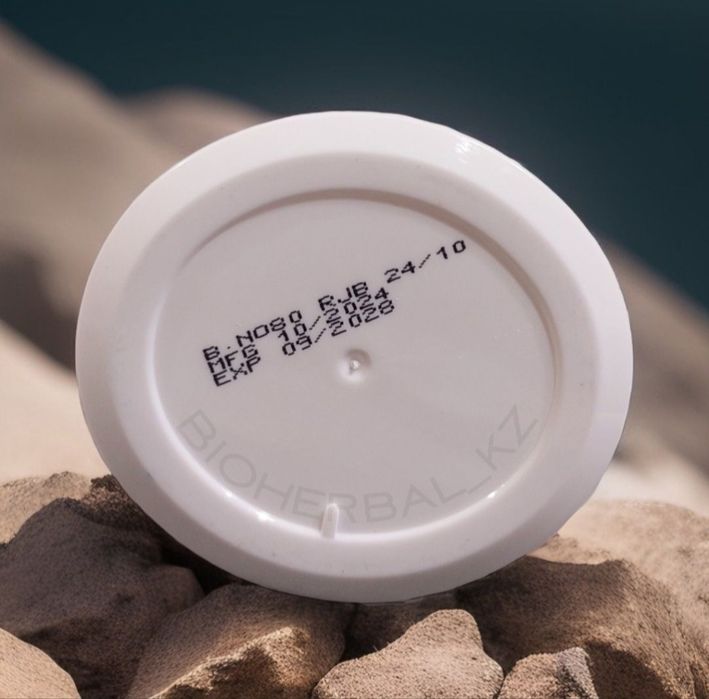 B.NO80 RJB 24/10
MFG 10/2024
EXP 09/2028
BIOHERBAL_KZ